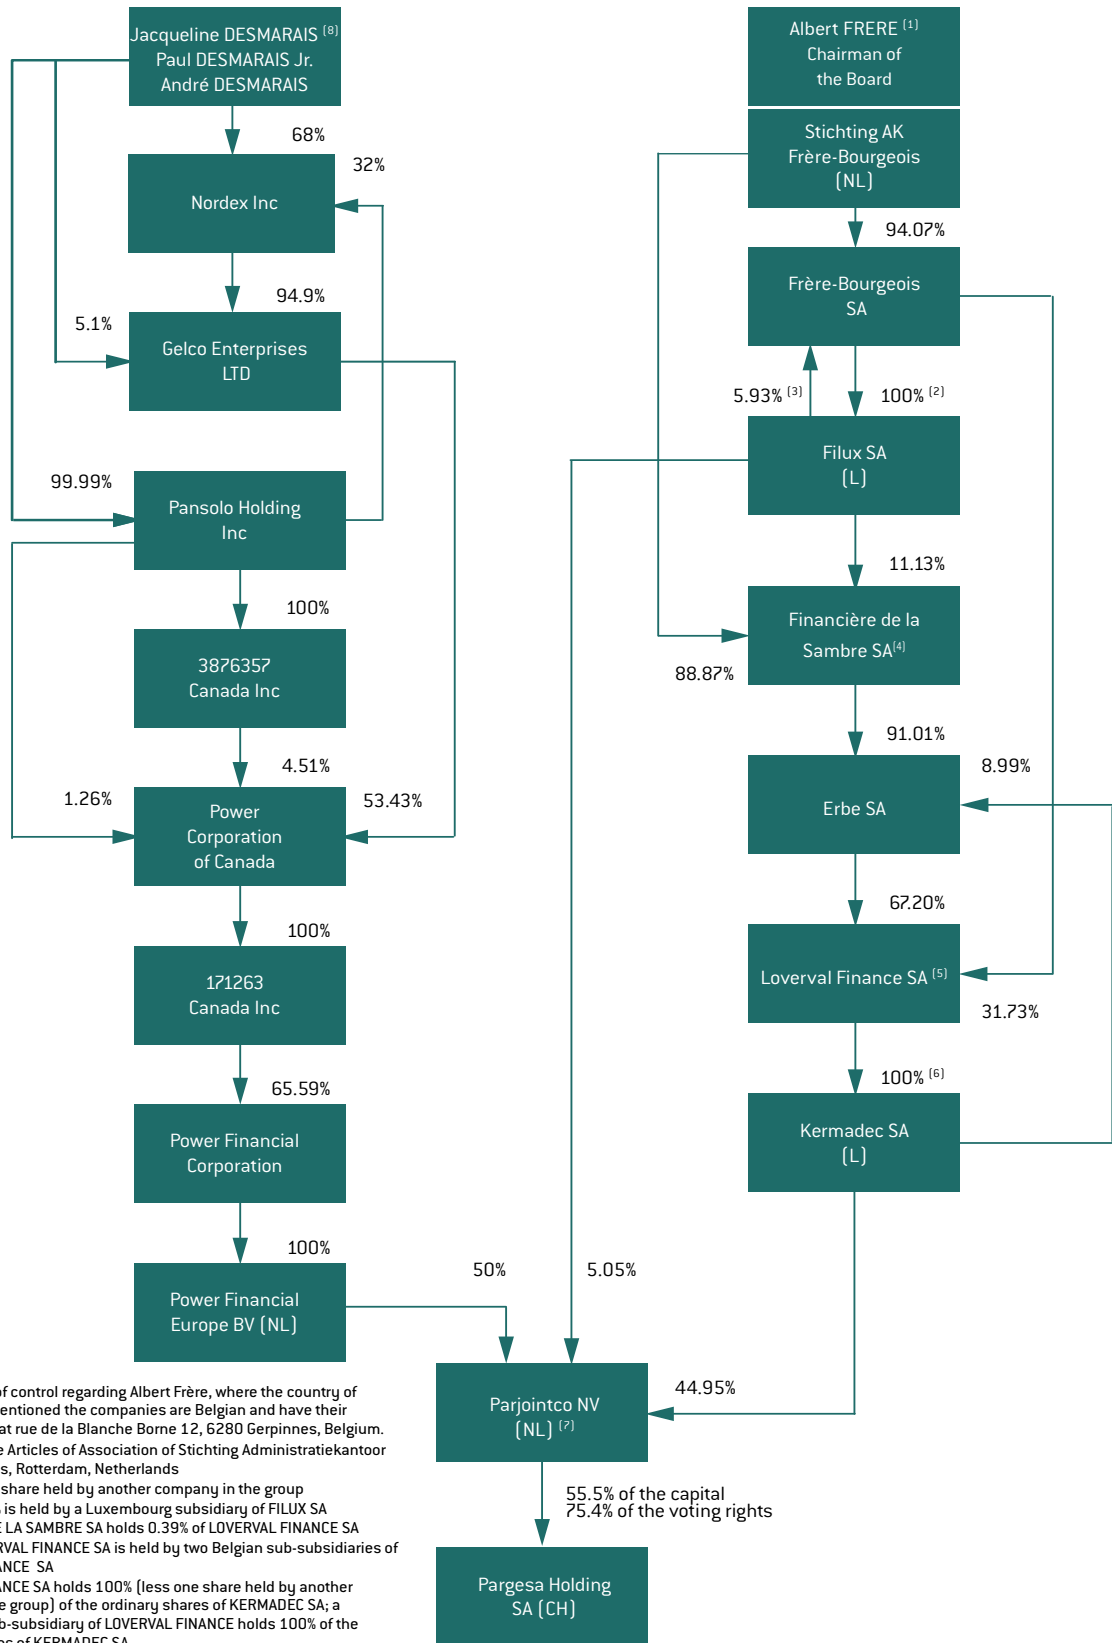 Jacqueline DESMARAIS (8)
Paul DESMARAIS Jr.
André DESMARAIS
68%
32%
Nordex Inc
94.9%
5.1%
Gelco Enterprises
LTD
99.99%
Pansolo Holding
Inc
100%
3876357
Canada Inc
4.51%
1.26%
53.43%
Power
Corporation
of Canada
100%
171263
Canada Inc
65.59%
Power Financial
Corporation
100%
Power Financial
Europe BV (NL)
50%
Albert FRERE (1)
Chairman of
the Board
Stichting AK
Frère-Bourgeois
(NL)
94.07%
Frère-Bourgeois
SA
5.93% (3)
100% (2)
Filux SA
(L)
11.13%
Financière de la
Sambre SA(4)
88.87%
91.01%
8.99%
Erbe SA
67.20%
Loverval Finance SA (5)
31.73%
100% (6)
Kermadec SA
(L)
5.05%
44.95%
Parjointco NV
(NL) (7)
55.5% of the capital
75.4% of the voting rights
Pargesa Holding
SA (CH)
of control regarding Albert Frère, where the country of
entioned the companies are Belgian and have their
at rue de la Blanche Borne 12, 6280 Gerpinnes, Belgium.
e Articles of Association of Stichting Administratiekantoor
s, Rotterdam, Netherlands
share held by another company in the group
is held by a Luxembourg subsidiary of FILUX SA
E LA SAMBRE SA holds 0.39% of LOVERVAL FINANCE SA
RVAL FINANCE SA is held by two Belgian sub-subsidiaries of
ANCE SA
ANCE SA holds 100% (less one share held by another
e group) of the ordinary shares of KERMADEC SA; a
b-subsidiary of LOVERVAL FINANCE holds 100% of the
es of KERMADEC SA